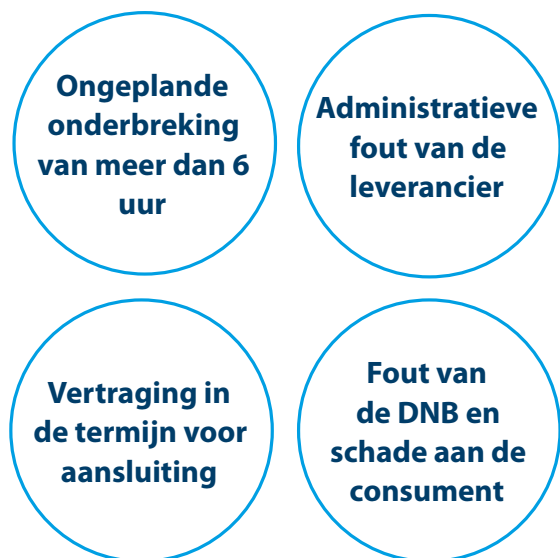 Ongeplande
onderbreking
van meer dan 6
uur
Administratieve
fout van de
leverancier
Vertraging in
de termijn voor
aansluiting
Fout van
de DNB en
schade aan de
consument